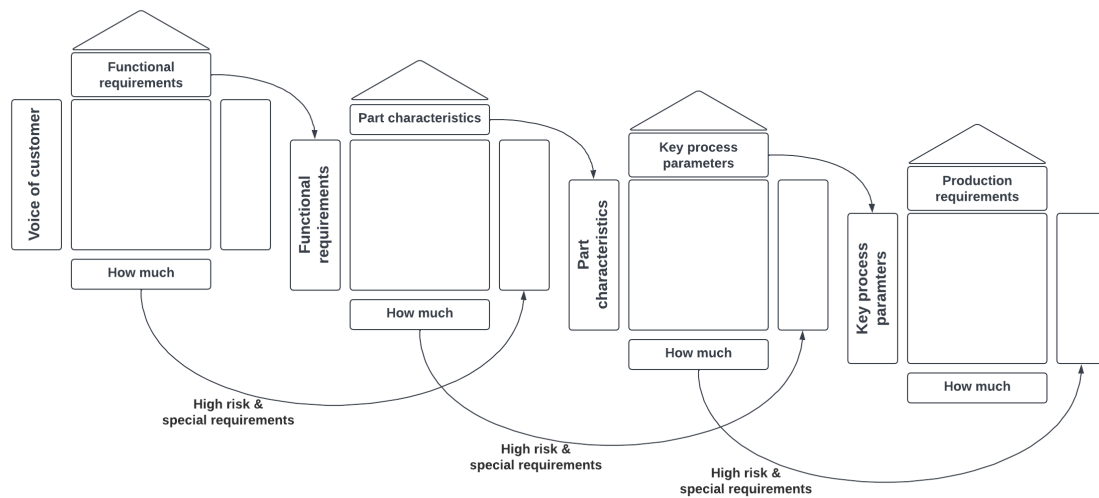 Functional
requirements
Voice of customer
How much
High risk &
special requirements
Part characteristics
Functional
requirements
How much
High risk &
special requirements
Key process
parameters
Part
characteristics
How much
High risk &
special requirements
Production
requirements
Key process
paramters
How much